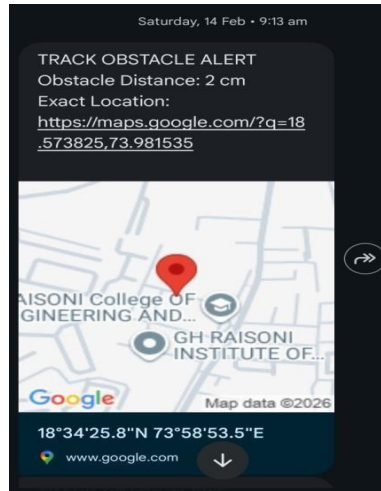 Saturday, 14 Feb • 9:13 am
TRACK OBSTACLE ALERT
Obstacle Distance: 2 cm
Exact Location:
https://maps.google.com/?q=18
.573825,73.981535
AISONI College OF
GINEERING AND...
GH RAISONI
INSTITUTE OF...
Google
Map data ©2026
18°34'25.8"N 73°58'53.5"E
www.google.com